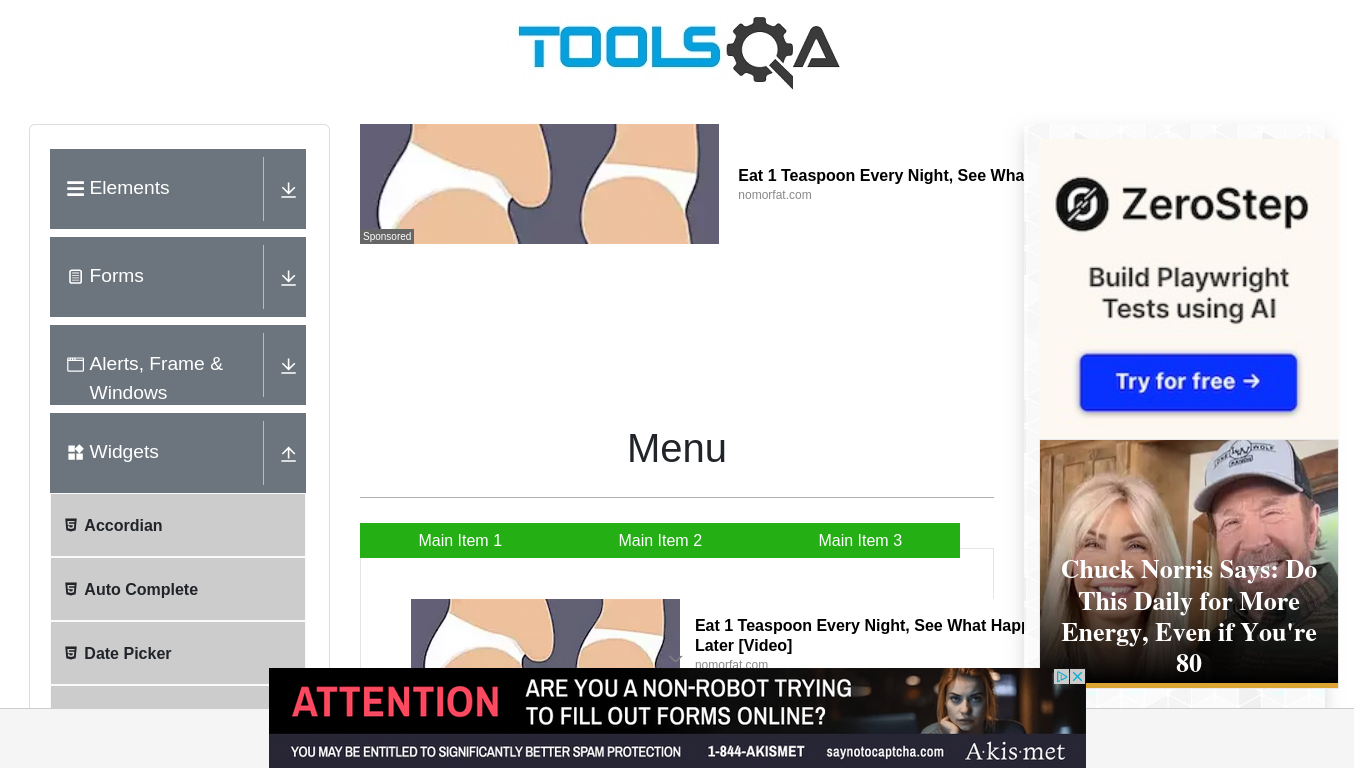 TOOLSQA
Elements
Forms
Alerts, Frame &
Windows
Widgets
Accordian
Auto Complete
Date Picker
Sponsored
Eat 1 Teaspoon Every Night, See Wha
nomorfat.com
Menu
Main Item 1
Main Item 2
Main Item 3
Eat 1 Teaspoon Every Night, See What Happ
Later [Video]
nomorfat.com
ZeroStep
Build Playwright
Tests using AI
Try for free →
Chuck Norris Says: Do
This Daily for More
Energy, Even if You're
80
ATTENTION
ARE YOU A NON-ROBOT TRYING
TO FILL OUT FORMS ONLINE?
YOU MAY BE ENTITLED TO SIGNIFICANTLY BETTER SPAM PROTECTION
1-844-AKISMET
saynotocaptcha.com
A·kis·met